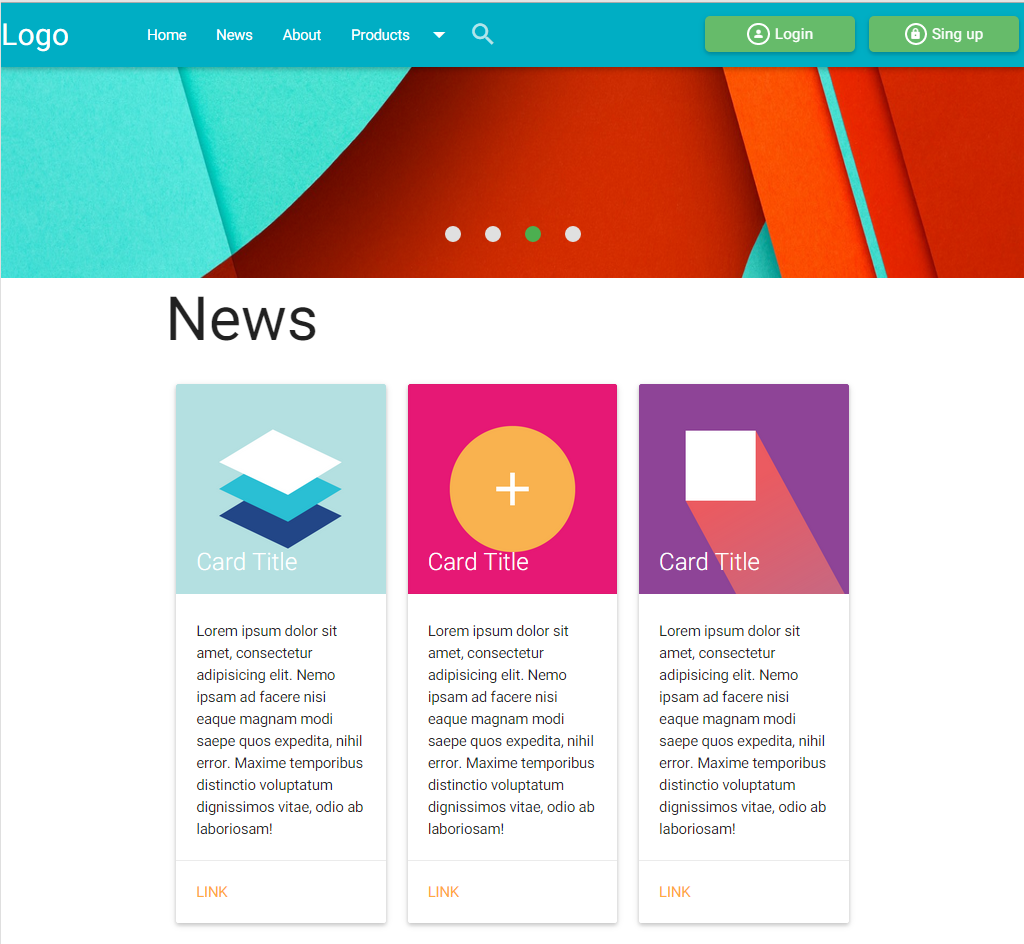 Logo Home News About Products Login Sing up
News
Card Title
Lorem ipsum dolor sit
amet, consectetur
adipisicing elit. Nemo
ipsam ad facere nisi
eaque magnam modi
saepe quos expedita, nihil
error. Maxime temporibus
distinctio voluptatum
dignissimos vitae, odio ab
laboriosam!
LINK
Card Title
Lorem ipsum dolor sit
amet, consectetur
adipisicing elit. Nemo
ipsam ad facere nisi
eaque magnam modi
saepe quos expedita, nihil
error. Maxime temporibus
distinctio voluptatum
dignissimos vitae, odio ab
laboriosam!
LINK
Card Title
Lorem ipsum dolor sit
amet, consectetur
adipisicing elit. Nemo
ipsam ad facere nisi
eaque magnam modi
saepe quos expedita, nihil
error. Maxime temporibus
distinctio voluptatum
dignissimos vitae, odio ab
laboriosam!
LINK